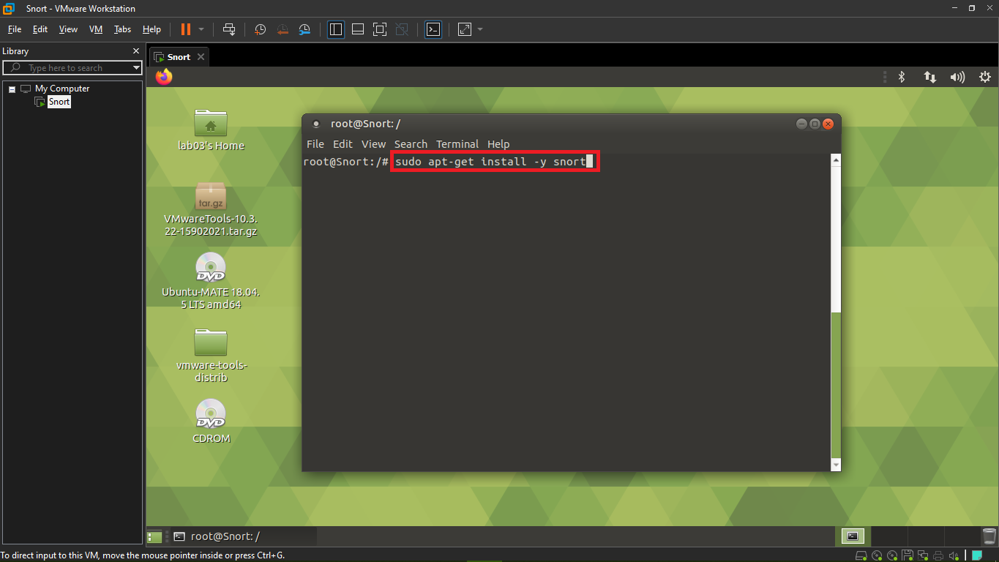 Snort - VMware Workstation
File Edit View VM Tabs Help
Library
Type here to search
My Computer
Snort
Snort
lab03's Home
tar.gz
VMwareTools-10.3.
22-15902021.tar.gz
DVD
Ubuntu-MATE 18.04.
5 LTS amd64
vmware-tools-
distrib
DVD
CDROM
root@Snort: /
File Edit View Search Terminal Help
root@Snort:/# sudo apt-get install -y snort
root@Snort: /
To direct input to this VM, move the mouse pointer inside or press Ctrl+G.